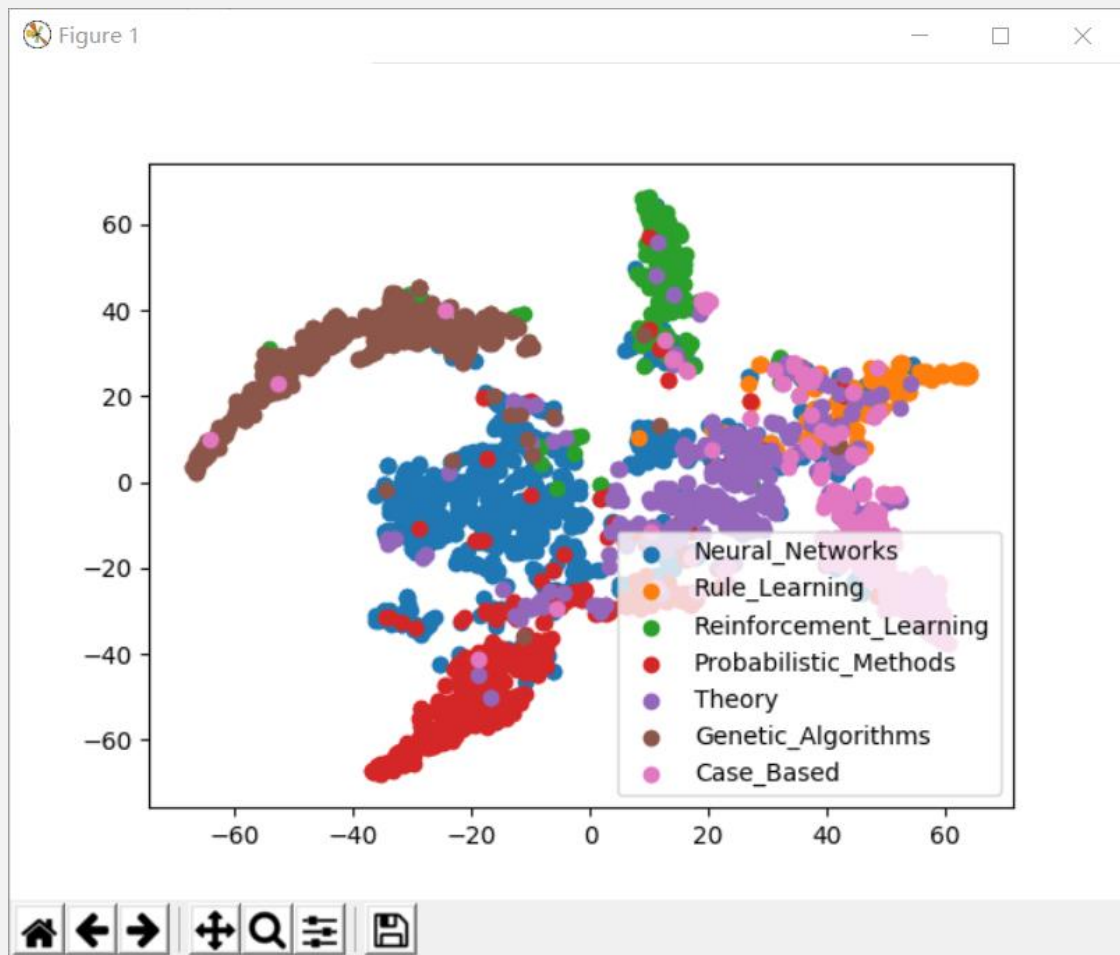 Figure 1
60
40
20
0
−20
−40
−60
−60
−40
−20
0
20
40
60
Neural_Networks
Rule_Learning
Reinforcement_Learning
Probabilistic_Methods
Theory
Genetic_Algorithms
Case_Based